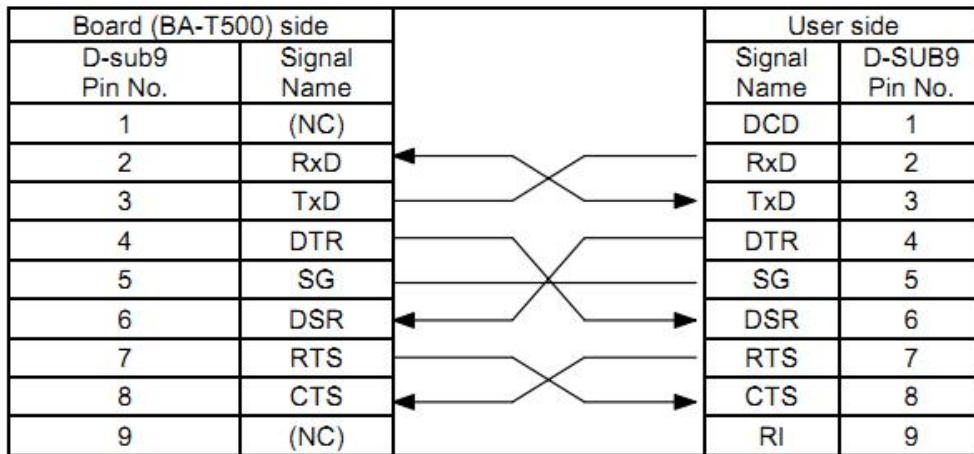 Board (BA-T500) side User side
D-sub9 Signal Signal D-SUB9
Pin No. Name Name Pin No.
1 (NC) DCD 1
2 RxD RxD 2
3 TxD TxD 3
4 DTR DTR 4
5 SG SG 5
6 DSR DSR 6
7 RTS RTS 7
8 CTS CTS 8
9 (NC) RI 9